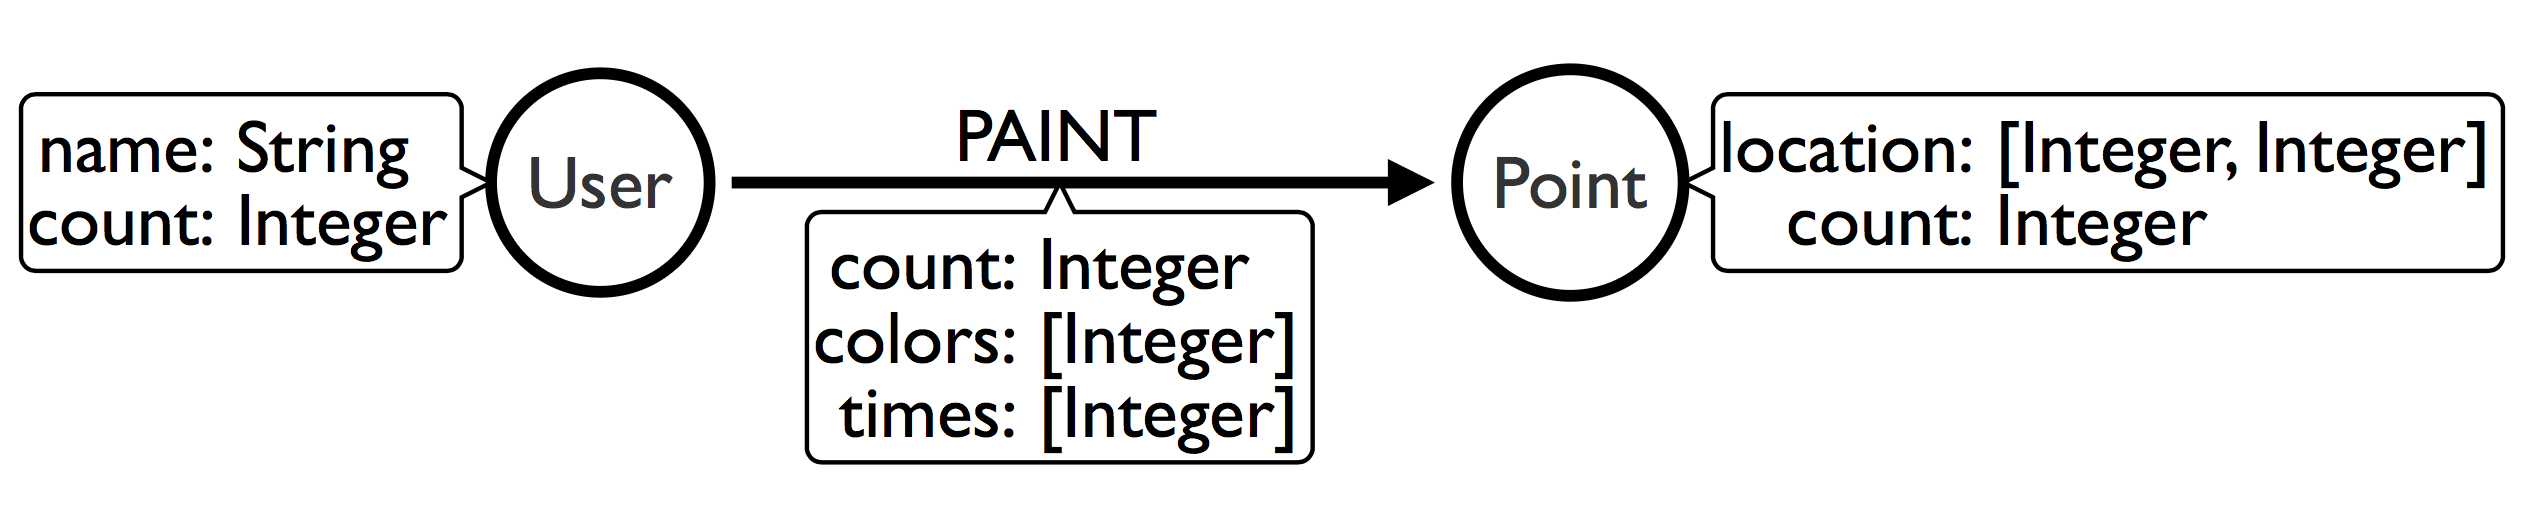 name: String
count: Integer
User
PAINT
count: Integer
colors: [Integer]
times: [Integer]
Point
location: [Integer, Integer]
count: Integer